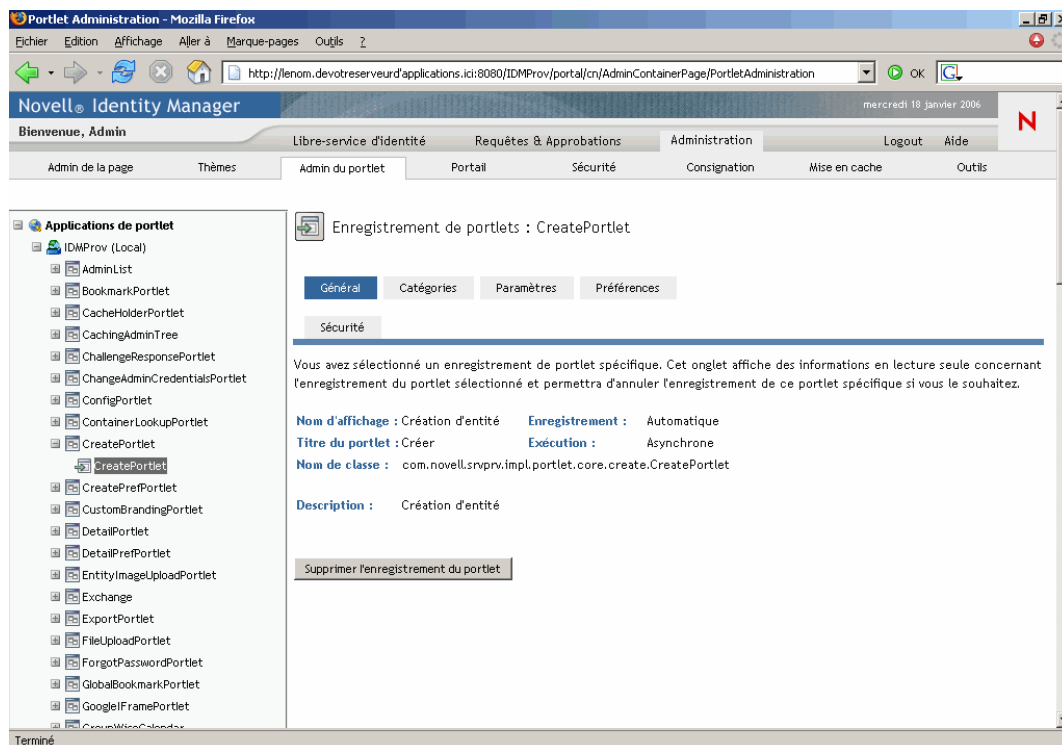 Portlet Administration - Mozilla Firefox
Fichier Edition Affichage Aller à Marque-pages Outils ?
http://lenom.devotreserveurd'applications.ici:8080/IDMProv/portal/cn/AdminContainerPage/PortletAdministration OK G
Novell® Identity Manager mercredi 18 janvier 2006
N
Bienvenue, Admin
Libre-service d'identité Requêtes & Approbations Administration Logout Aide
Admin de la page Thèmes Admin du portlet Portail Sécurité Consignation Mise en cache Outils
Applications de portlet
IDMProv (Local)
AdminList
BookmarkPortlet
CacheHolderPortlet
CachingAdminTree
ChallengeResponsePortlet
ChangeAdminCredentialsPortlet
ConfigPortlet
ContainerLookupPortlet
CreatePortlet
CreatePortlet
CreatePrefPortlet
CustomBrandingPortlet
DetailPortlet
DetailPrefPortlet
EntityImageUploadPortlet
Exchange
ExportPortlet
FileUploadPortlet
ForgotPasswordPortlet
GlobalBookmarkPortlet
GoogleIFramePortlet
GroupWiseCalendar
Enregistrement de portlets : CreatePortlet
Général Catégories Paramètres Préférences
Sécurité
Vous avez sélectionné un enregistrement de portlet spécifique. Cet onglet affiche des informations en lecture seule concernant
l'enregistrement du portlet sélectionné et permettra d'annuler l'enregistrement de ce portlet spécifique si vous le souhaitez.
Nom d'affichage : Création d'entité Enregistrement : Automatique
Titre du portlet : Créer Exécution : Asynchrone
Nom de classe : com.novell.srvprv.impl.portlet.core.create.CreatePortlet
Description : Création d'entité
Supprimer l'enregistrement du portlet
Terminé